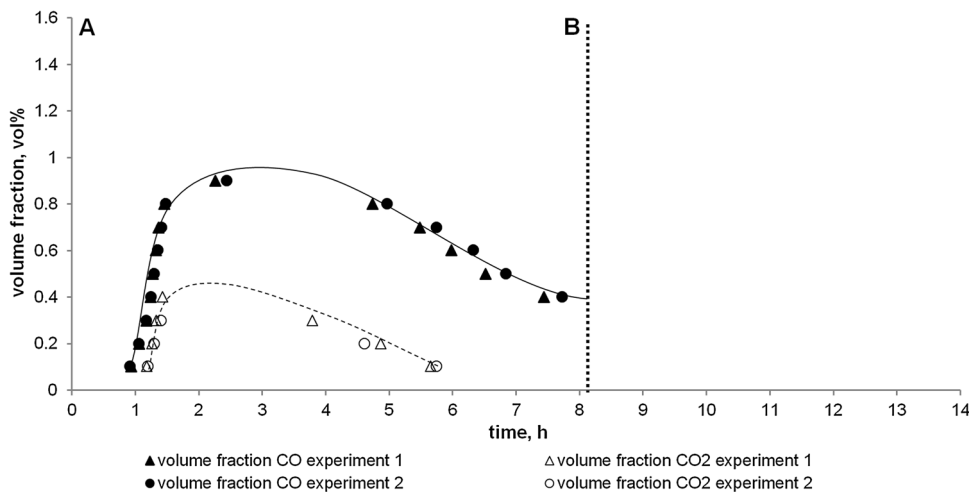 A B
1.6
1.4
1.2
1
0.8
0.6
0.4
0.2
0
volume fraction, vol%
0 1 2 3 4 5 6 7 8 9 10 11 12 13 14
time, h
volume fraction CO experiment 1 volume fraction CO2 experiment 1
volume fraction CO experiment 2 volume fraction CO2 experiment 2